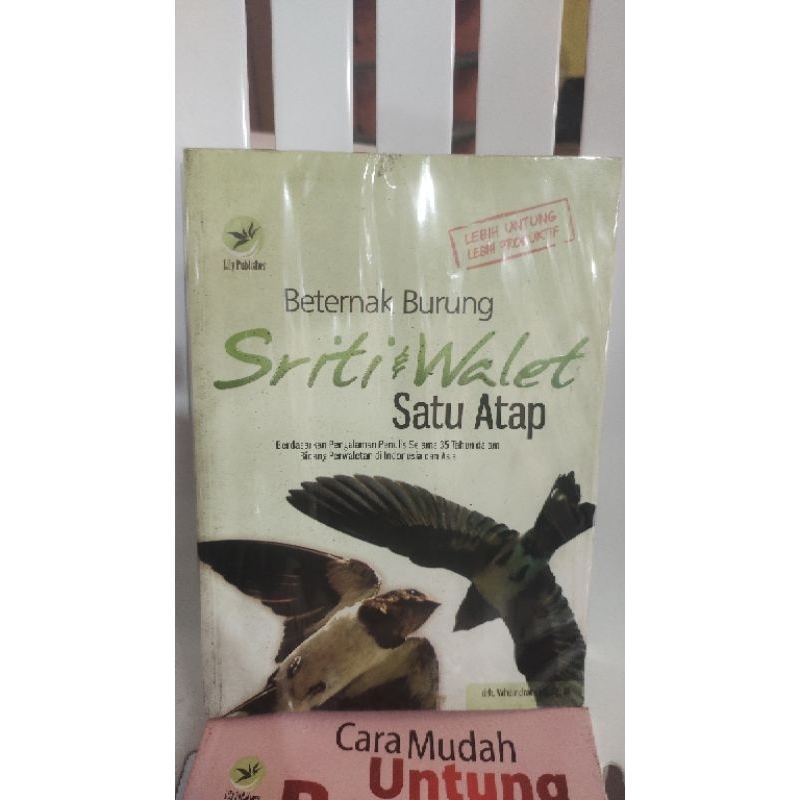 LEBIH UNTUNG
LEBIH PRODUKTIF
Lily Publisher
Beternak Burung
Sriti & Walet
Satu Atap
Berdasarkan Pengalaman Penulis Selama 35 Tahun dalam
Bidang Perwaletan di Indonesia dan Asia
drh.
Cara Mudah
Untung